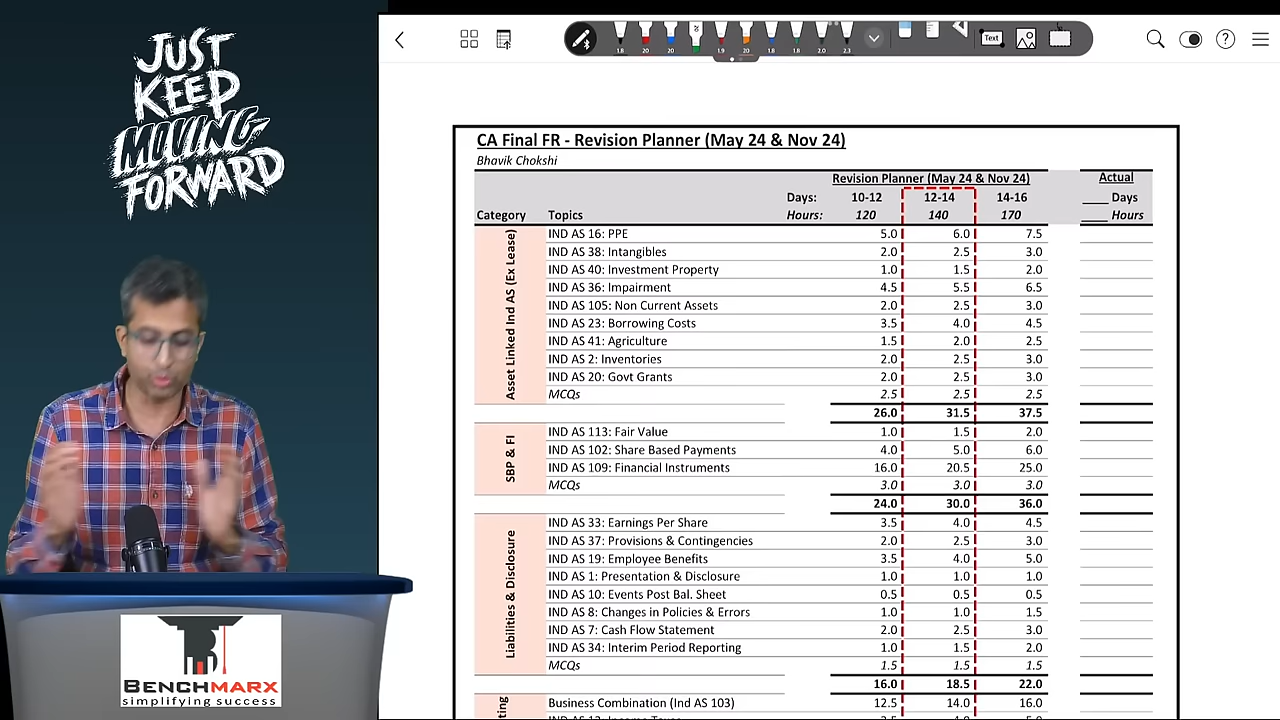 JUST
KEEP
MOVING
FORWARD
BENCHMARX
simplifying success
1.8 20 20 1.9 20 1.8 1.8 2.0 2.3
Text
CA Final FR - Revision Planner (May 24 & Nov 24)
Bhavik Chokshi
Revision Planner (May 24 & Nov 24) Actual
Days: 10-12 12-14 14-16 ____ Days
Category Topics Hours: 120 140 170 ____ Hours
Asset Linked Ind AS (Ex Lease)
IND AS 16: PPE 5.0 6.0 7.5
IND AS 38: Intangibles 2.0 2.5 3.0
IND AS 40: Investment Property 1.0 1.5 2.0
IND AS 36: Impairment 4.5 5.5 6.5
IND AS 105: Non Current Assets 2.0 2.5 3.0
IND AS 23: Borrowing Costs 3.5 4.0 4.5
IND AS 41: Agriculture 1.5 2.0 2.5
IND AS 2: Inventories 2.0 2.5 3.0
IND AS 20: Govt Grants 2.0 2.5 3.0
MCQs 2.5 2.5 2.5
26.0 31.5 37.5
SBP & FI
IND AS 113: Fair Value 1.0 1.5 2.0
IND AS 102: Share Based Payments 4.0 5.0 6.0
IND AS 109: Financial Instruments 16.0 20.5 25.0
MCQs 3.0 3.0 3.0
24.0 30.0 36.0
Liabilities & Disclosure
IND AS 33: Earnings Per Share 3.5 4.0 4.5
IND AS 37: Provisions & Contingencies 2.0 2.5 3.0
IND AS 19: Employee Benefits 3.5 4.0 5.0
IND AS 1: Presentation & Disclosure 1.0 1.0 1.0
IND AS 10: Events Post Bal. Sheet 0.5 0.5 0.5
IND AS 8: Changes in Policies & Errors 1.0 1.0 1.5
IND AS 7: Cash Flow Statement 2.0 2.5 3.0
IND AS 34: Interim Period Reporting 1.0 1.5 2.0
MCQs 1.5 1.5 1.5
16.0 18.5 22.0
Business Combination (Ind AS 103) 12.5 14.0 16.0